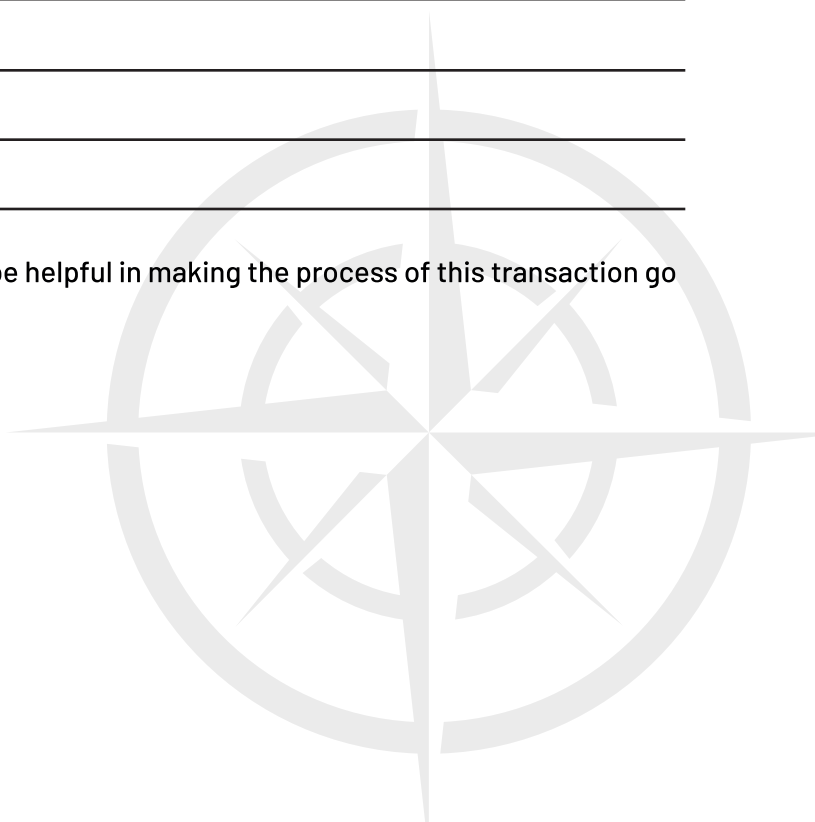 helpful in making the process of this transaction go